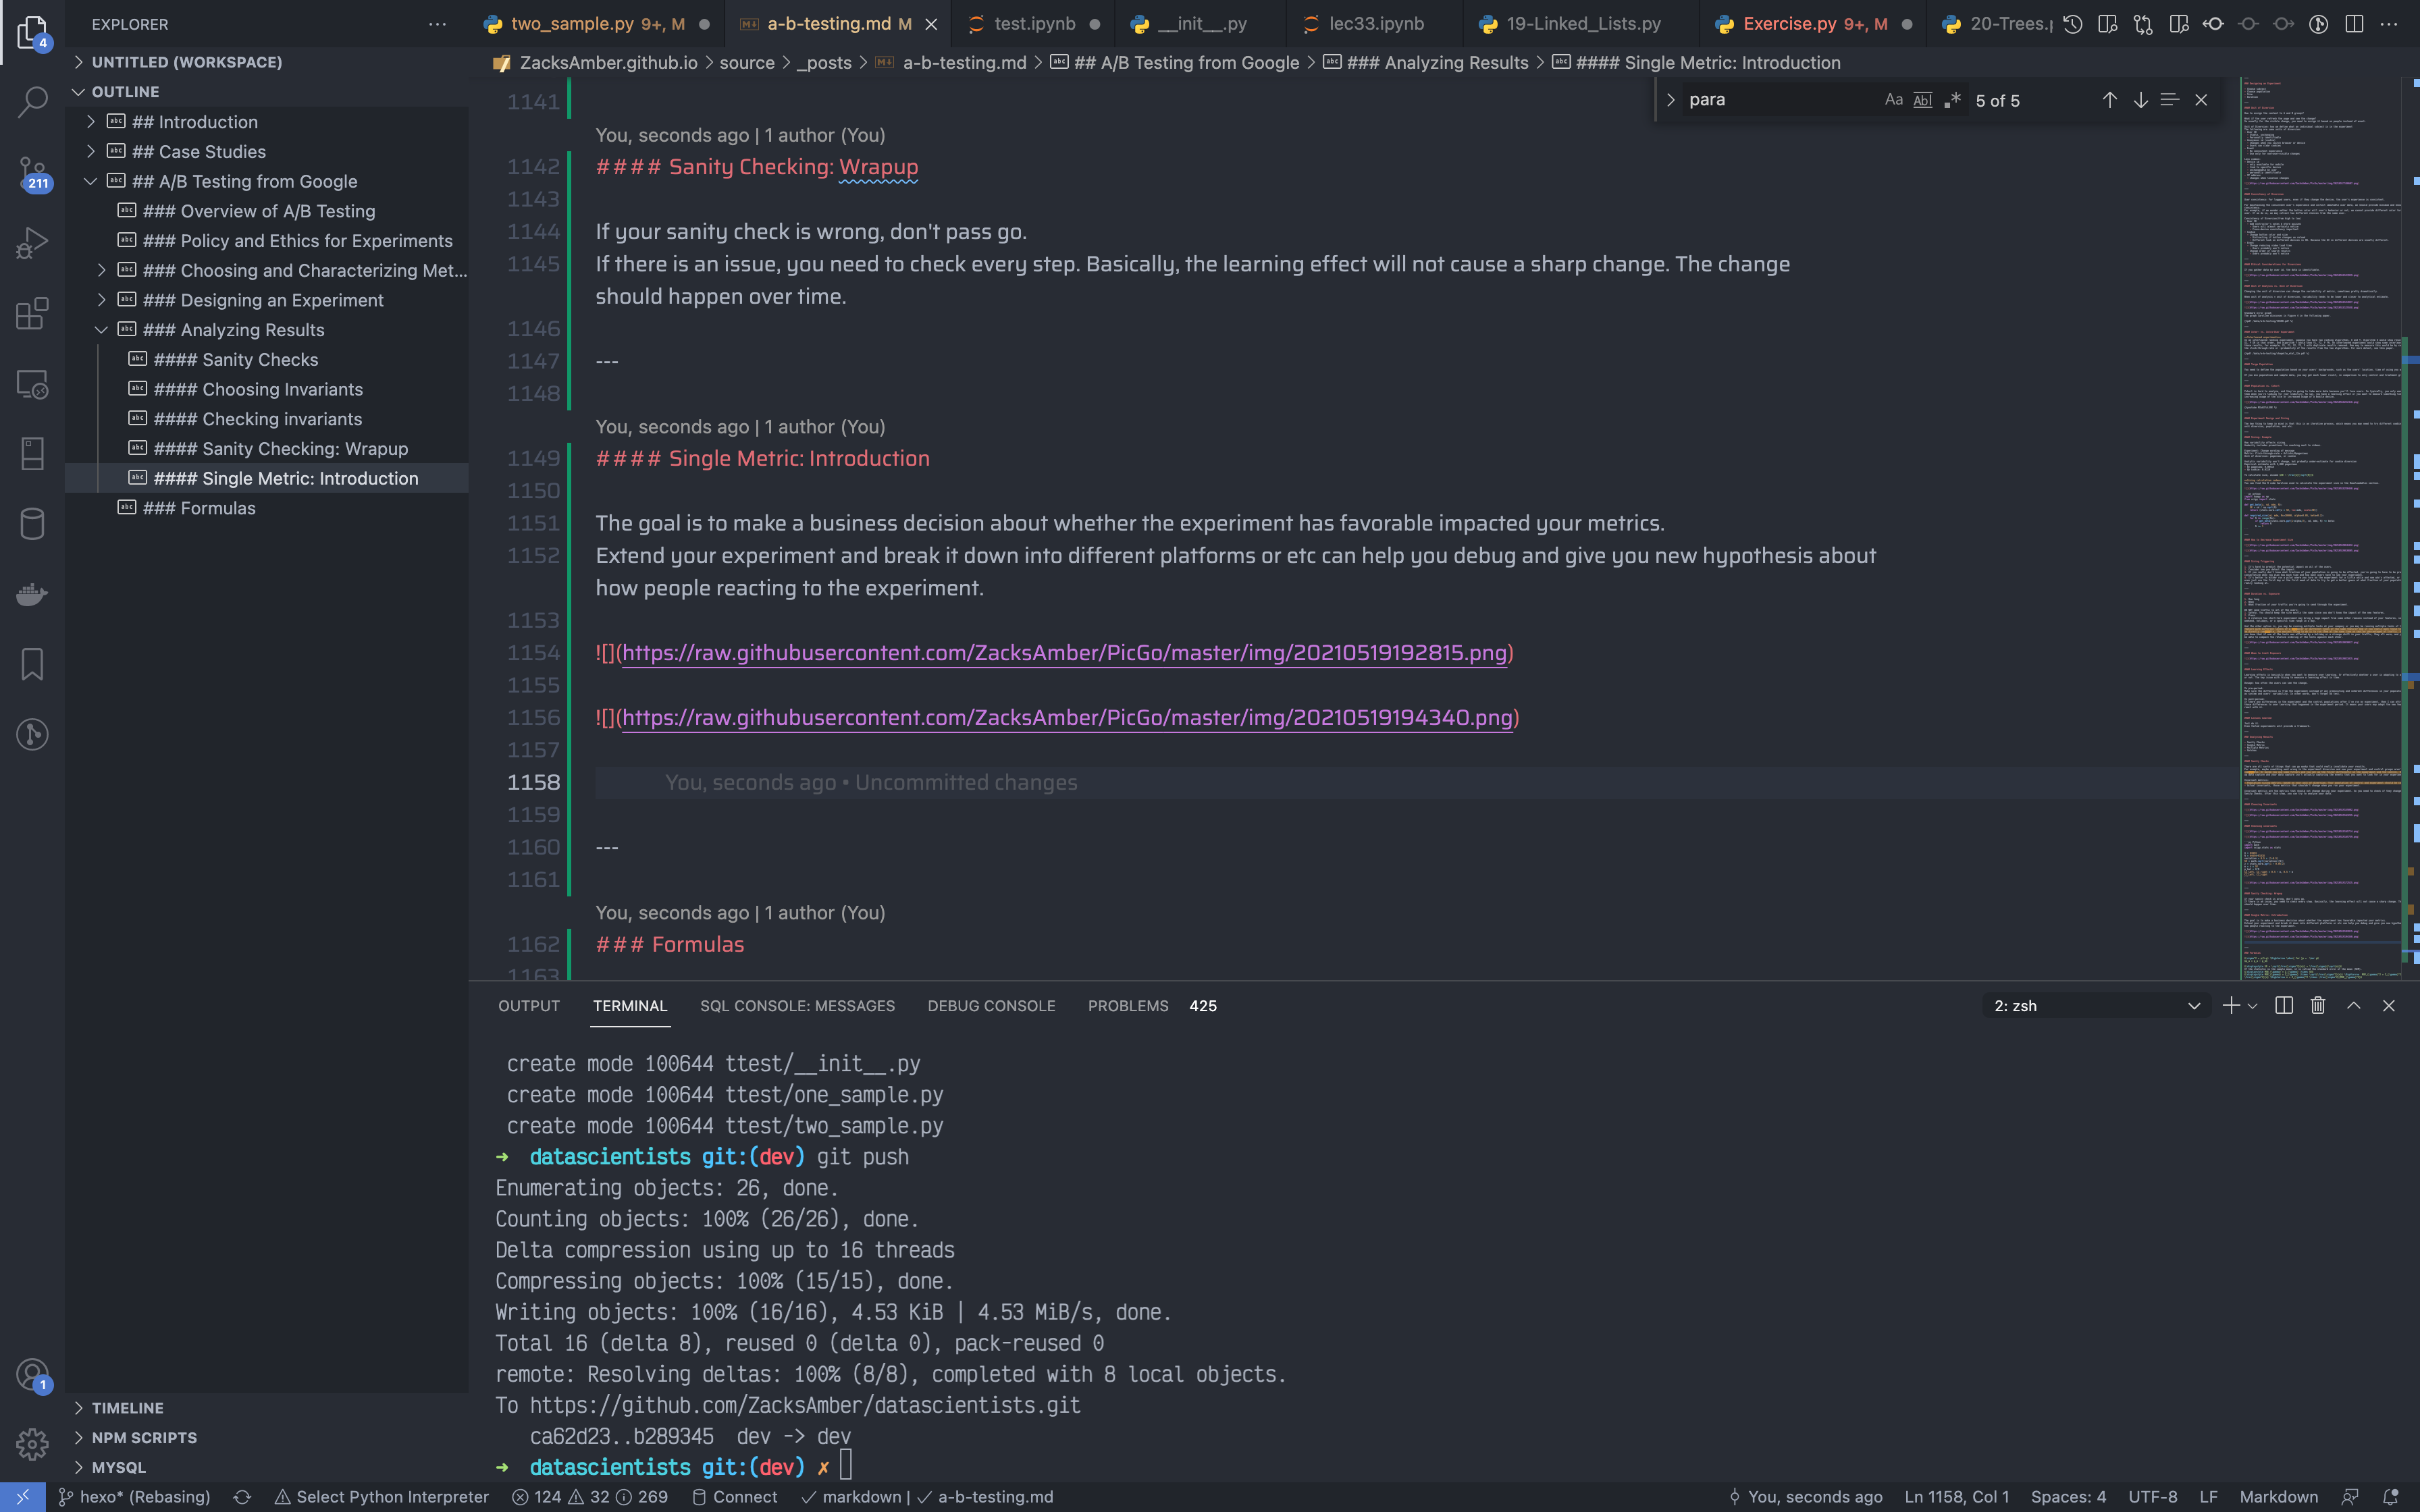 EXPLORER
two_sample.py 9+, M
a-b-testing.md M
test.ipynb
__init__.py
lec33.ipynb
19-Linked_Lists.py
Exercise.py 9+, M
20-Trees.p
4
UNTITLED (WORKSPACE)
OUTLINE
## Introduction
## Case Studies
## A/B Testing from Google
### Overview of A/B Testing
### Policy and Ethics for Experiments
### Choosing and Characterizing Met...
### Designing an Experiment
### Analyzing Results
#### Sanity Checks
#### Choosing Invariants
#### Checking invariants
#### Sanity Checking: Wrapup
#### Single Metric: Introduction
### Formulas
211
1
TIMELINE
NPM SCRIPTS
MYSQL
ZacksAmber.github.io > source > _posts > a-b-testing.md > ## A/B Testing from Google > ### Analyzing Results > #### Single Metric: Introduction
para
Aa Abl .* 5 of 5
1141
You, seconds ago | 1 author (You)
1142 #### Sanity Checking: Wrapup
1143
1144 If your sanity check is wrong, don't pass go.
1145 If there is an issue, you need to check every step. Basically, the learning effect will not cause a sharp change. The change
should happen over time.
1146
1147 ---
1148
You, seconds ago | 1 author (You)
1149 #### Single Metric: Introduction
1150
1151 The goal is to make a business decision about whether the experiment has favorable impacted your metrics.
1152 Extend your experiment and break it down into different platforms or etc can help you debug and give you new hypothesis about
how people reacting to the experiment.
1153
1154 ![](https://raw.githubusercontent.com/ZacksAmber/PicGo/master/img/20210519192815.png)
1155
1156 ![](https://raw.githubusercontent.com/ZacksAmber/PicGo/master/img/20210519194340.png)
1157
1158 You, seconds ago • Uncommitted changes
1159
1160 ---
1161
You, seconds ago | 1 author (You)
1162 ### Formulas
1163
OUTPUT TERMINAL SQL CONSOLE: MESSAGES DEBUG CONSOLE PROBLEMS 425
2: zsh
create mode 100644 ttest/__init__.py
create mode 100644 ttest/one_sample.py
create mode 100644 ttest/two_sample.py
➜ datascientists git:(dev) git push
Enumerating objects: 26, done.
Counting objects: 100% (26/26), done.
Delta compression using up to 16 threads
Compressing objects: 100% (15/15), done.
Writing objects: 100% (16/16), 4.53 KiB | 4.53 MiB/s, done.
Total 16 (delta 8), reused 0 (delta 0), pack-reused 0
remote: Resolving deltas: 100% (8/8), completed with 8 local objects.
To https://github.com/ZacksAmber/datascientists.git
ca62d23..b289345 dev -> dev
➜ datascientists git:(dev) ✗
hexo* (Rebasing) Select Python Interpreter 124 32 269 Connect ✓ markdown | ✓ a-b-testing.md
You, seconds ago Ln 1158, Col 1 Spaces: 4 UTF-8 LF Markdown